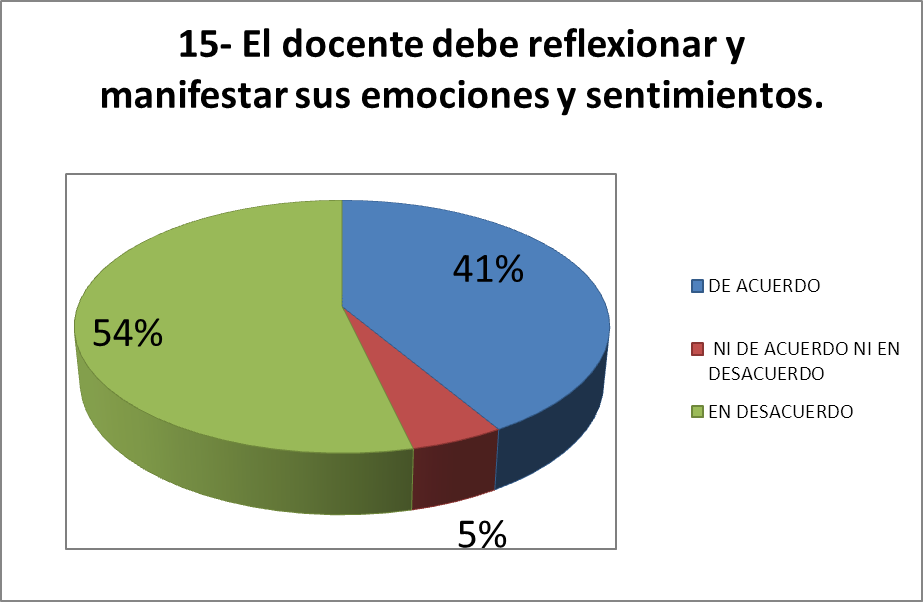 15- El docente debe reflexionar y
manifestar sus emociones y sentimientos.
41%
54%
5%
DE ACUERDO
NI DE ACUERDO NI EN
DESACUERDO
EN DESACUERDO